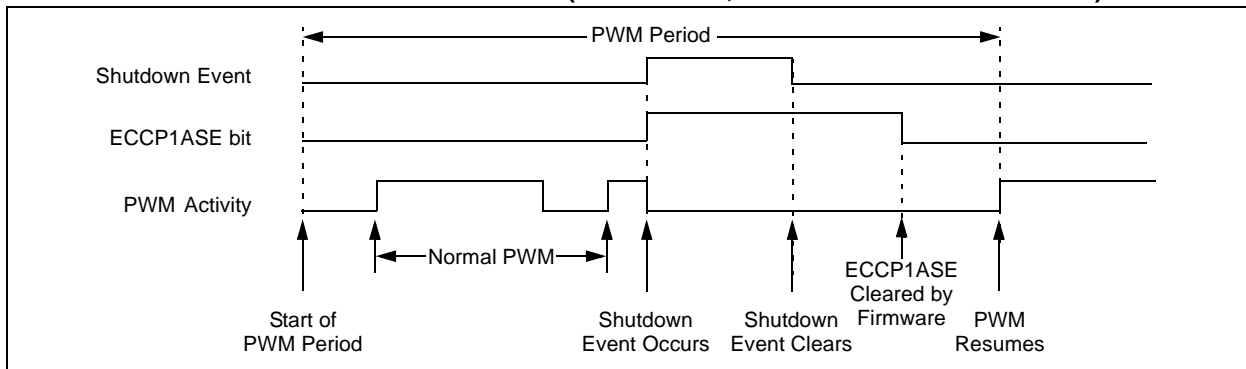 PWM Period
Shutdown Event
ECCP1ASE bit
PWM Activity
Normal PWM
Start of
PWM Period
Shutdown
Event Occurs
Shutdown
Event Clears
ECCP1ASE
Cleared by
Firmware
PWM
Resumes